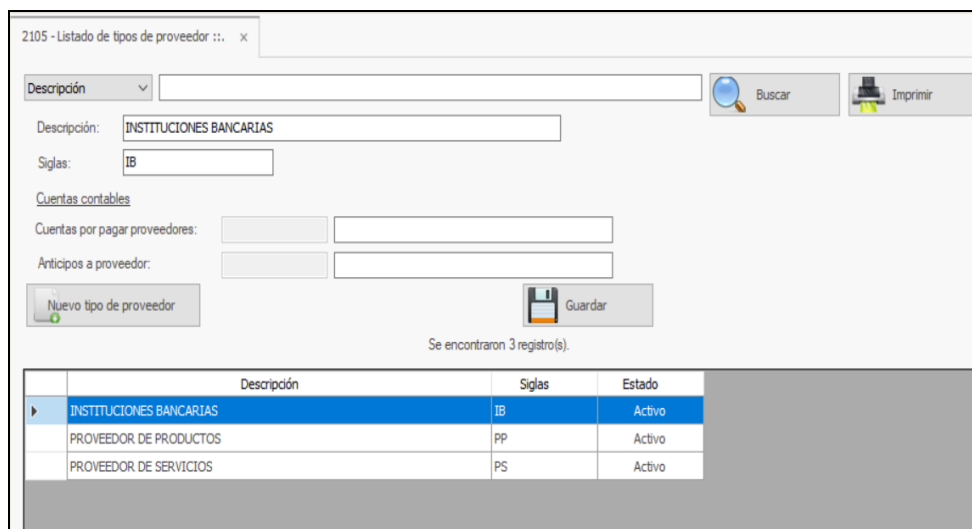 2105 - Listado de tipos de proveedor ::. x
Descripción Buscar Imprimir
Descripción: INSTITUCIONES BANCARIAS
Siglas: IB
Cuentas contables
Cuentas por pagar proveedores:
Anticipos a proveedor:
Nuevo tipo de proveedor Guardar
Se encontraron 3 registro(s).
Descripción Siglas Estado
INSTITUCIONES BANCARIAS IB Activo
PROVEEDOR DE PRODUCTOS PP Activo
PROVEEDOR DE SERVICIOS PS Activo